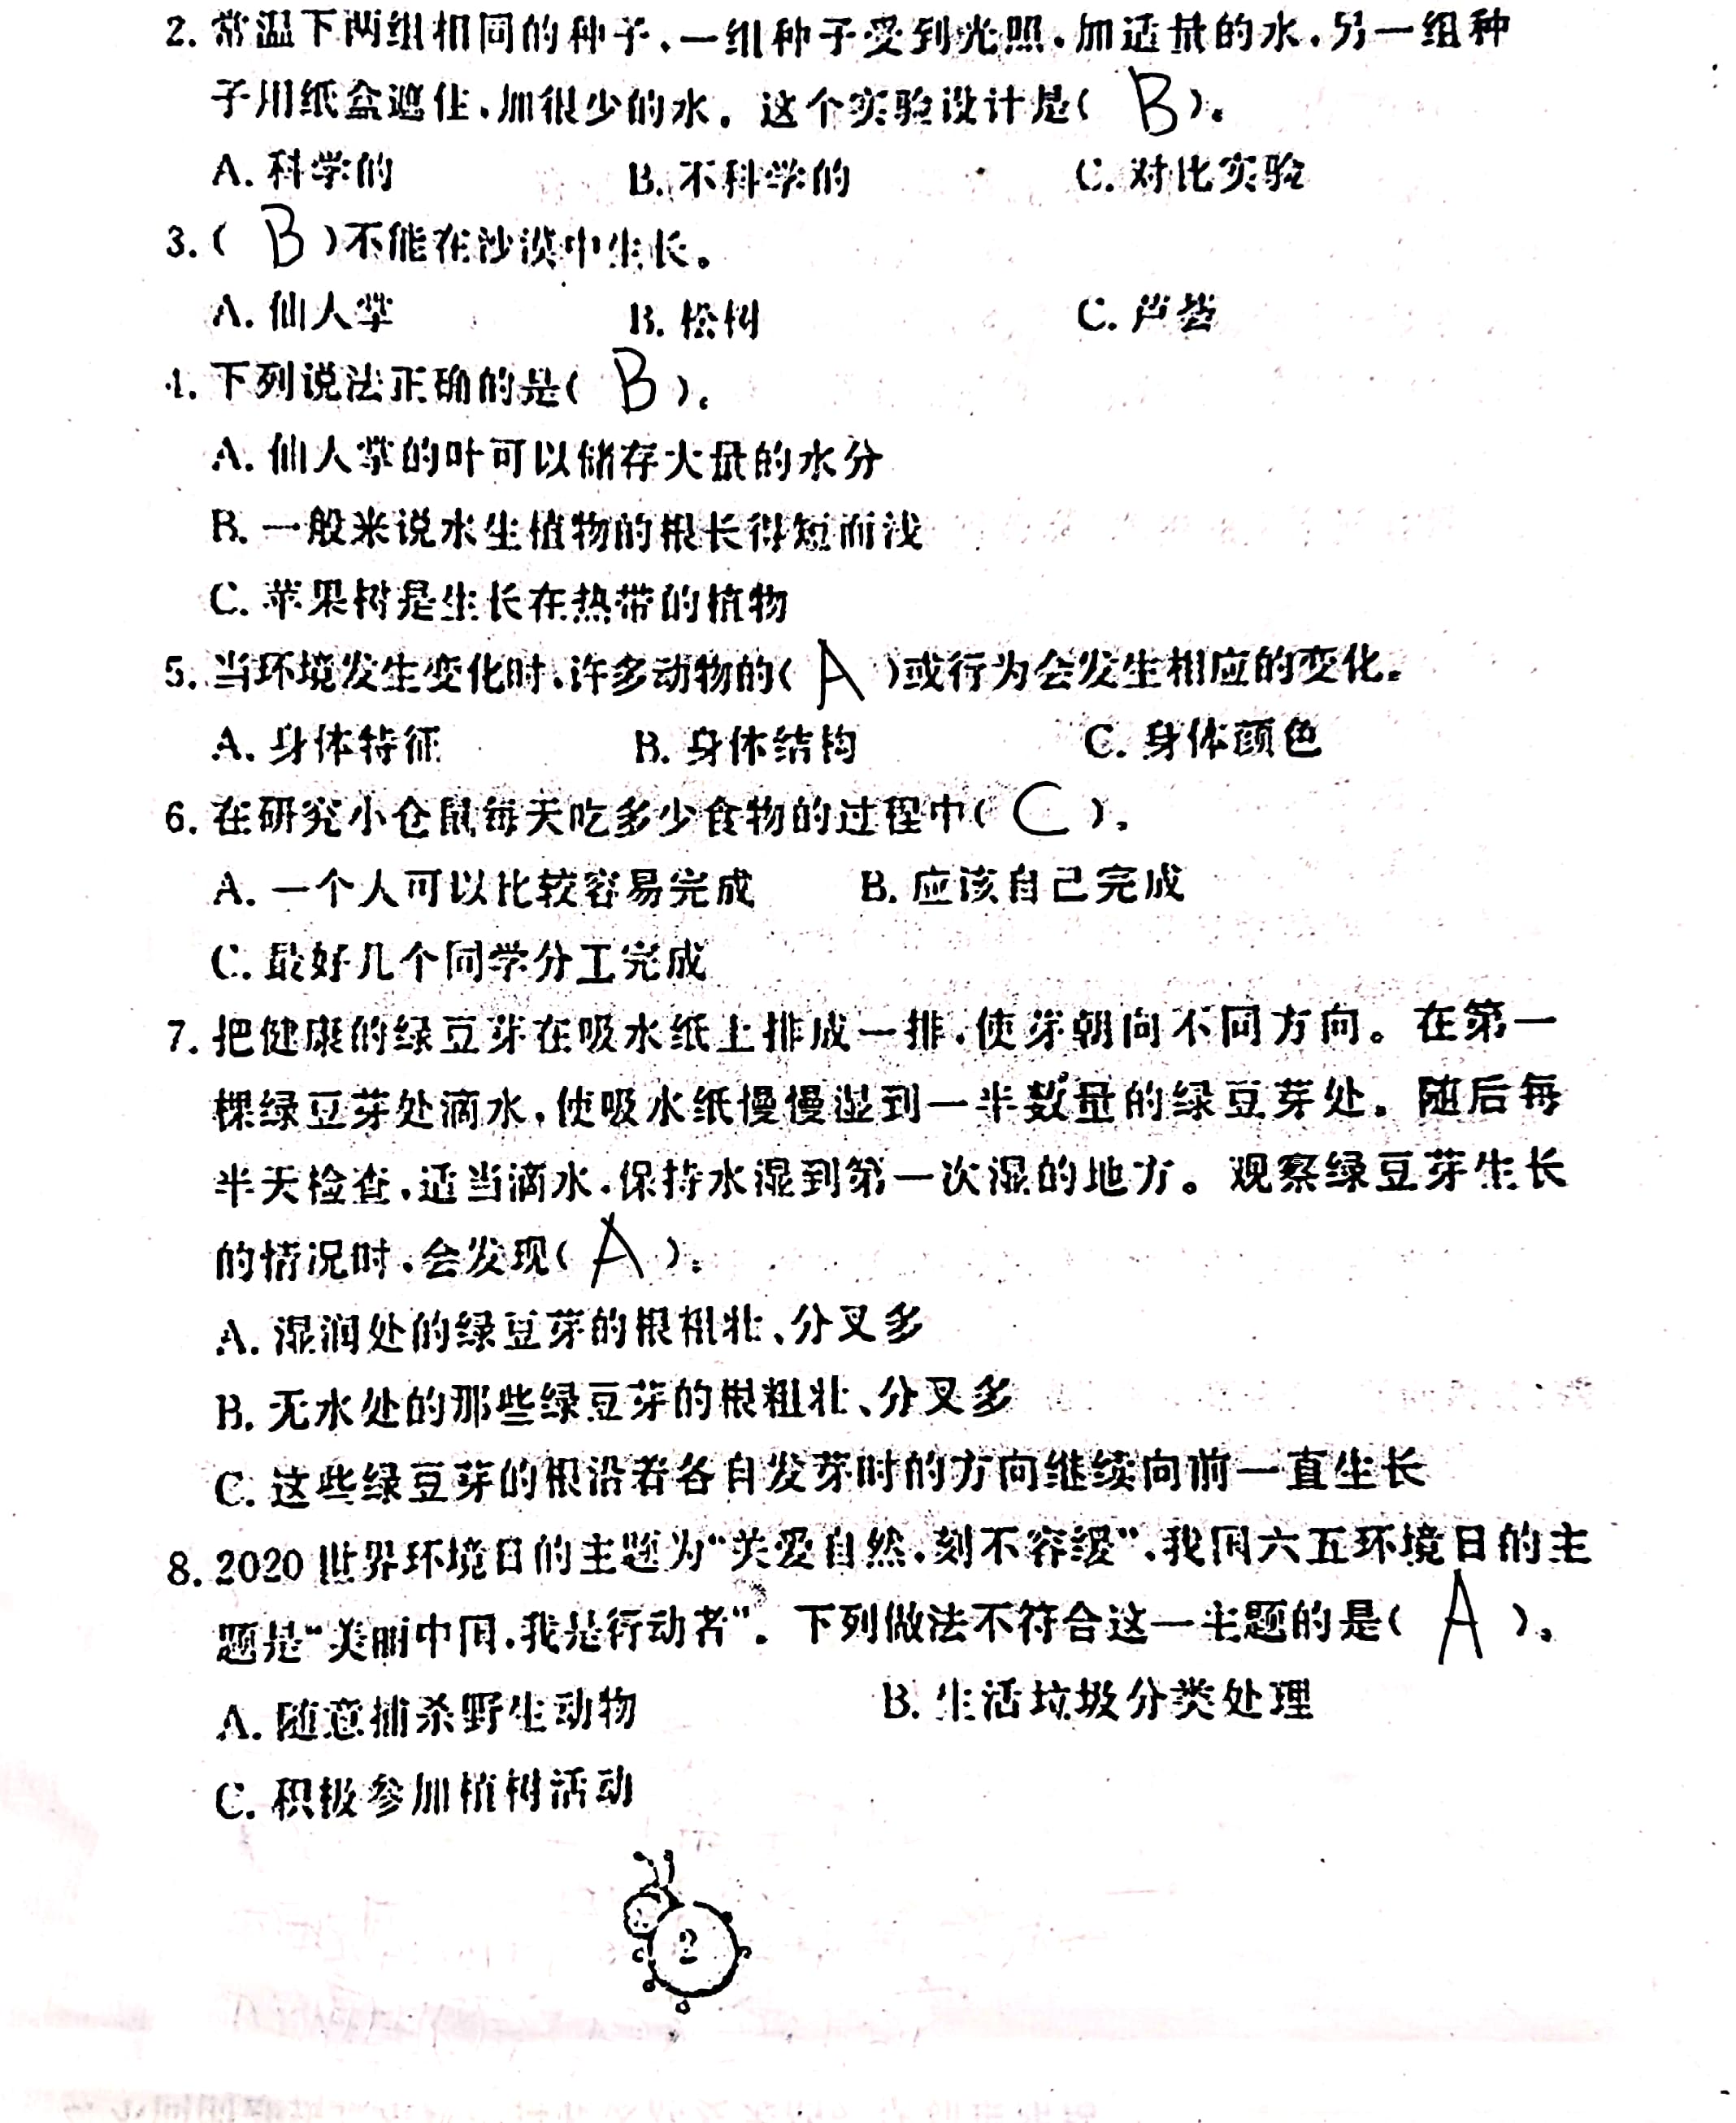 2. 常温下两组相同的种子,一组种子受到光照,加适量的水,另一组种
子用纸盒遮住,加很少的水。这个实验设计是( B )。
A. 科学的 B. 不科学的 C. 对比实验
3. ( B )不能在沙漠中生长。
A. 仙人掌 B. 松树 C. 芦荟
4. 下列说法正确的是( B )。
A. 仙人掌的叶可以储存大量的水分
B. 一般来说水生植物的根长得短而浅
C. 苹果树是生长在热带的植物
5. 当环境发生变化时,许多动物的( A )或行为会发生相应的变化。
A. 身体特征 B. 身体结构 C. 身体颜色
6. 在研究小仓鼠每天吃多少食物的过程中( C )。
A. 一个人可以比较容易完成 B. 应该自己完成
C. 最好几个同学分工完成
7. 把健康的绿豆芽在吸水纸上排成一排,使芽朝向不同方向。在第一
棵绿豆芽处滴水,使吸水纸慢慢湿到一半数量的绿豆芽处。随后每
半天检查,适当滴水,保持水湿到第一次湿的地方。观察绿豆芽生长
的情况时,会发现( A )。
A. 湿润处的绿豆芽的根粗壮、分叉多
B. 无水处的那些绿豆芽的根粗壮、分叉多
C. 这些绿豆芽的根沿着各自发芽时的方向继续向前一直生长
8. 2020世界环境日的主题为“关爱自然,刻不容缓”,我国六五环境日的主
题是“美丽中国,我是行动者”。下列做法不符合这一主题的是( A )。
A. 随意捕杀野生动物 B. 生活垃圾分类处理
C. 积极参加植树活动
2